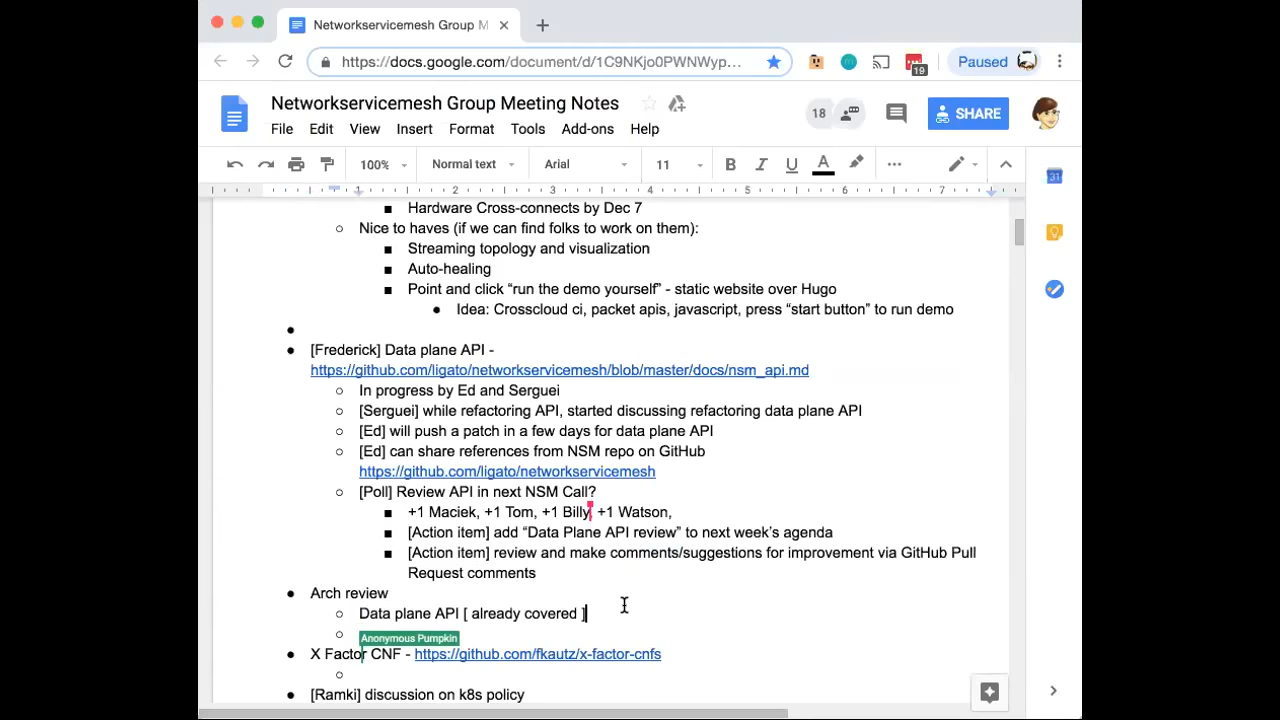 Networkservicemesh Group M
https://docs.google.com/document/d/1C9NKjo0PWNWyp...
19
Paused
Networkservicemesh Group Meeting Notes
18
SHARE
File Edit View Insert Format Tools Add-ons Help
100% Normal text Arial 11 B I U A
1 2 3 4 5 6 7
31
■ Hardware Cross-connects by Dec 7
○ Nice to haves (if we can find folks to work on them):
■ Streaming topology and visualization
■ Auto-healing
■ Point and click “run the demo yourself” - static website over Hugo
● Idea: Crosscloud ci, packet apis, javascript, press “start button” to run demo
●
● [Frederick] Data plane API -
https://github.com/ligato/networkservicemesh/blob/master/docs/nsm_api.md
○ In progress by Ed and Serguei
○ [Serguei] while refactoring API, started discussing refactoring data plane API
○ [Ed] will push a patch in a few days for data plane API
○ [Ed] can share references from NSM repo on GitHub
https://github.com/ligato/networkservicemesh
○ [Poll] Review API in next NSM Call?
■ +1 Maciek, +1 Tom, +1 Billy, +1 Watson,
■ [Action item] add “Data Plane API review” to next week’s agenda
■ [Action item] review and make comments/suggestions for improvement via GitHub Pull
Request comments
● Arch review
○ Data plane API [ already covered ]
○
Anonymous Pumpkin
● X Factor CNF - https://github.com/fkautz/x-factor-cnfs
○
● [Ramki] discussion on k8s policy